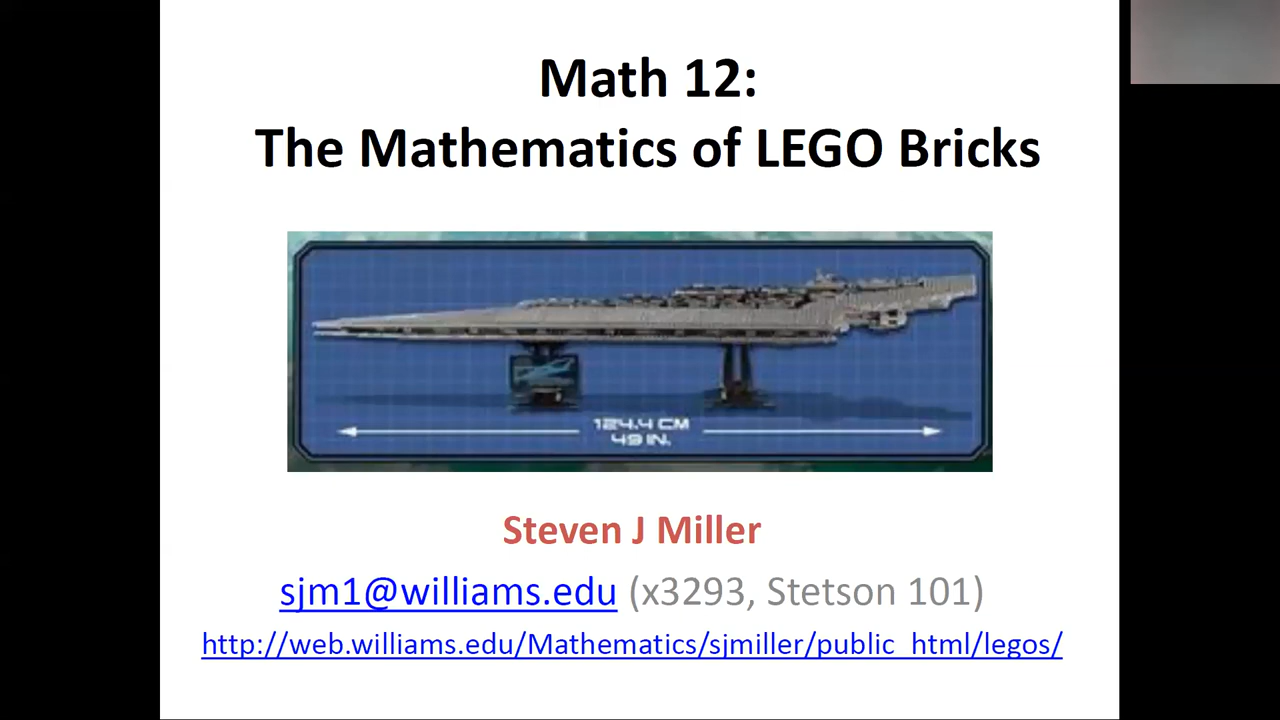 Math 12:
The Mathematics of LEGO Bricks
124.4 CM
49 IN.
Steven J Miller
sjm1@williams.edu (x3293, Stetson 101)
http://web.williams.edu/Mathematics/sjmiller/public_html/legos/